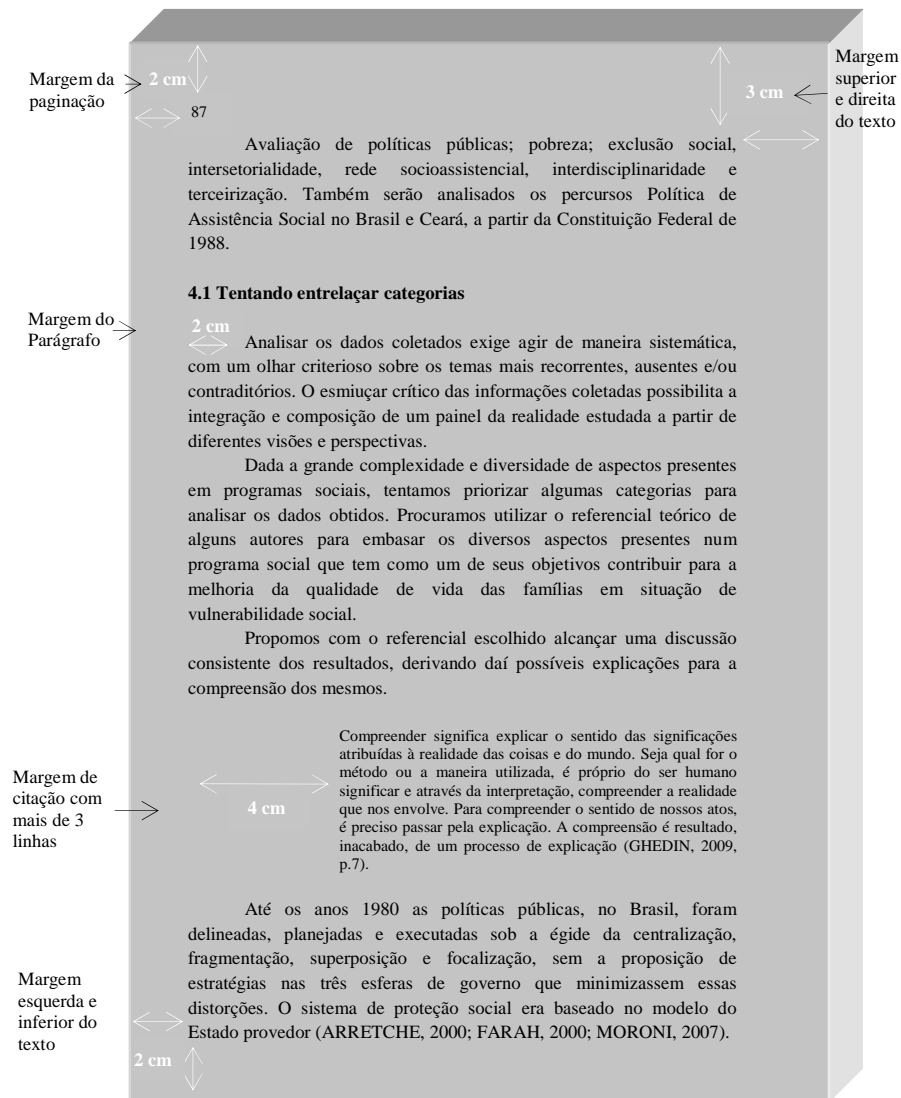 Margem da
paginação
2 cm
3 cm
Margem
superior
e direita
do texto
87
Avaliação de políticas públicas; pobreza; exclusão social,
intersetorialidade, rede socioassistencial, interdisciplinaridade e
terceirização. Também serão analisados os percursos Política de
Assistência Social no Brasil e Ceará, a partir da Constituição Federal de
1988.
4.1 Tentando entrelaçar categorias
Margem do
Parágrafo
2 cm
Analisar os dados coletados exige agir de maneira sistemática,
com um olhar criterioso sobre os temas mais recorrentes, ausentes e/ou
contraditórios. O esmiuçar crítico das informações coletadas possibilita a
integração e composição de um painel da realidade estudada a partir de
diferentes visões e perspectivas.
Dada a grande complexidade e diversidade de aspectos presentes
em programas sociais, tentamos priorizar algumas categorias para
analisar os dados obtidos. Procuramos utilizar o referencial teórico de
alguns autores para embasar os diversos aspectos presentes num
programa social que tem como um de seus objetivos contribuir para a
melhoria da qualidade de vida das famílias em situação de
vulnerabilidade social.
Propomos com o referencial escolhido alcançar uma discussão
consistente dos resultados, derivando daí possíveis explicações para a
compreensão dos mesmos.
Margem de
citação com
mais de 3
linhas
4 cm
Compreender significa explicar o sentido das significações
atribuídas à realidade das coisas e do mundo. Seja qual for o
método ou a maneira utilizada, é próprio do ser humano
significar e através da interpretação, compreender a realidade
que nos envolve. Para compreender o sentido de nossos atos,
é preciso passar pela explicação. A compreensão é resultado,
inacabado, de um processo de explicação (GHEDIN, 2009,
p.7).
Até os anos 1980 as políticas públicas, no Brasil, foram
delineadas, planejadas e executadas sob a égide da centralização,
fragmentação, superposição e focalização, sem a proposição de
estratégias nas três esferas de governo que minimizassem essas
distorções. O sistema de proteção social era baseado no modelo do
Estado provedor (ARRETCHE, 2000; FARAH, 2000; MORONI, 2007).
Margem
esquerda e
inferior do
texto
2 cm